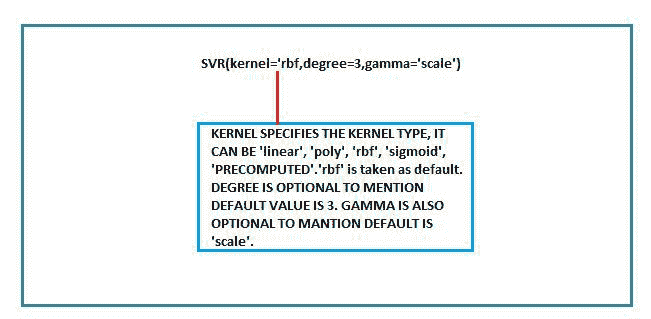 SVR(kernel='rbf,degree=3,gamma='scale')
KERNEL SPECIFIES THE KERNEL TYPE, IT
CAN BE 'linear', 'poly', 'rbf', 'sigmoid',
'PRECOMPUTED'.'rbf' is taken as default.
DEGREE IS OPTIONAL TO MENTION
DEFAULT VALUE IS 3. GAMMA IS ALSO
OPTIONAL TO MANTION DEFAULT IS
'scale'.